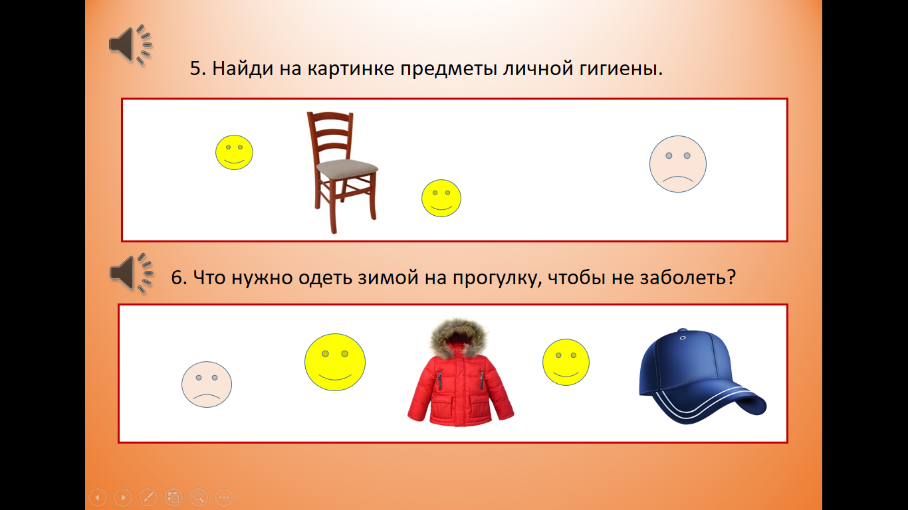 5. Найди на картинке предметы личной гигиены.
6. Что нужно одеть зимой на прогулку, чтобы не заболеть?